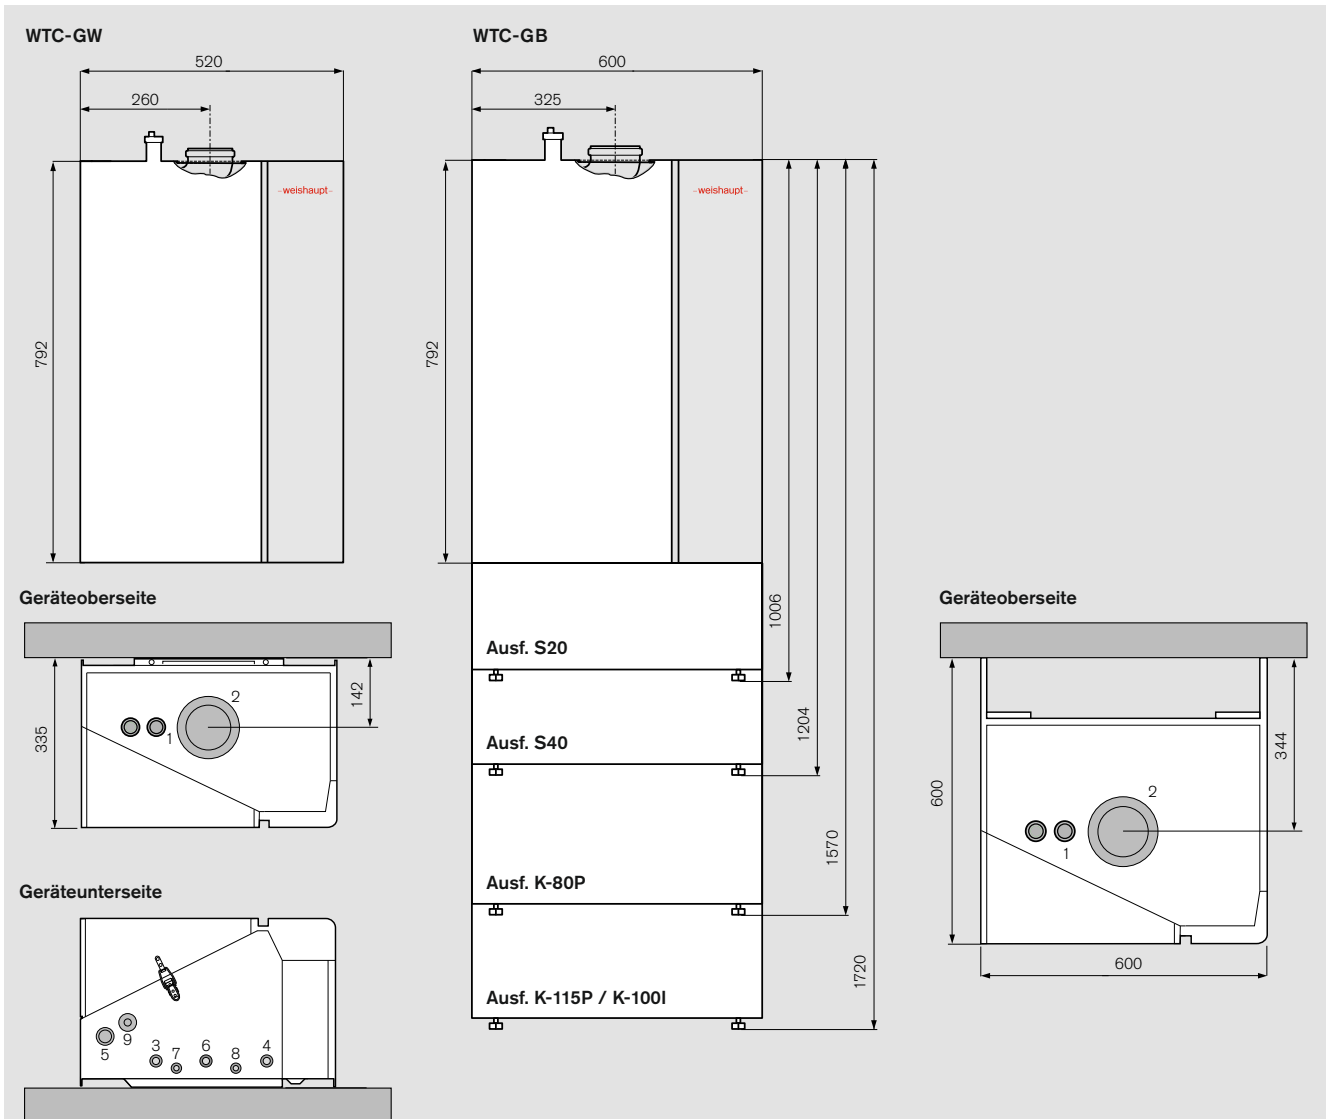 WTC-GW
WTC-GB
520
600
260
325
-weishaupt-
-weishaupt-
792
792
1006
1204
1570
1720
Ausf. S20
Ausf. S40
Ausf. K-80P
Ausf. K-115P / K-100I
Geräteoberseite
142
335
1
2
Geräteoberseite
344
600
1
2
600
Geräteunterseite
5
9
3
7
6
8
4